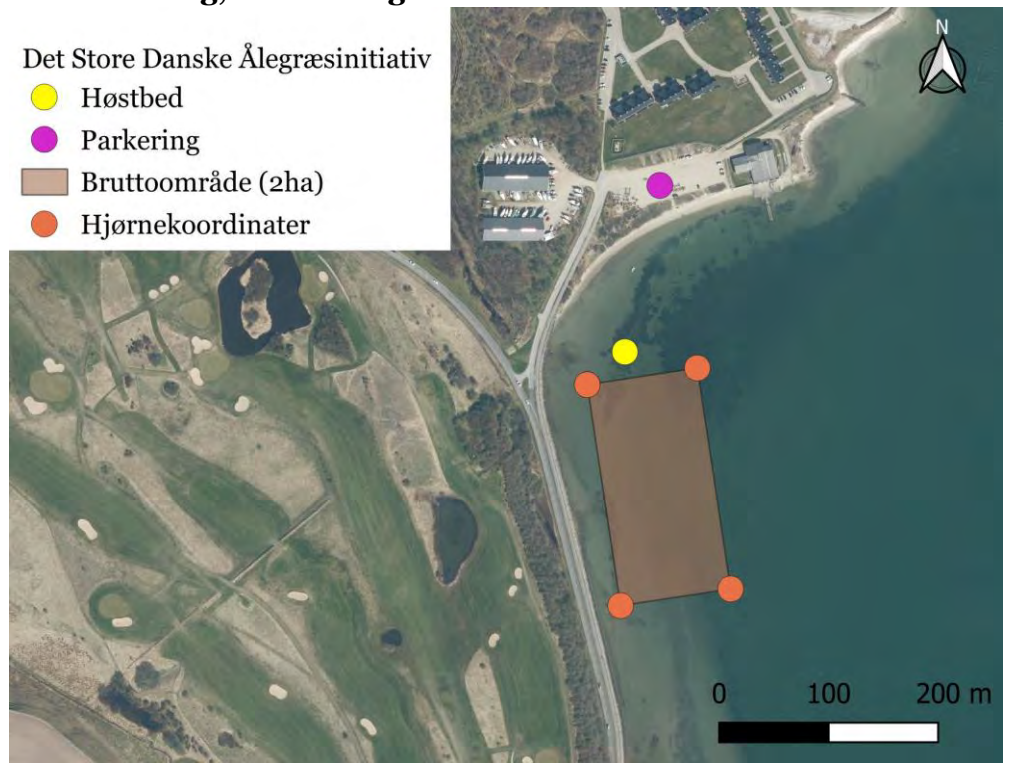 Det Store Danske Ålegræsinitiativ
Høstbed
Parkering
Bruttoområde (2ha)
Hjørnekoordinater
N
0 100 200 m